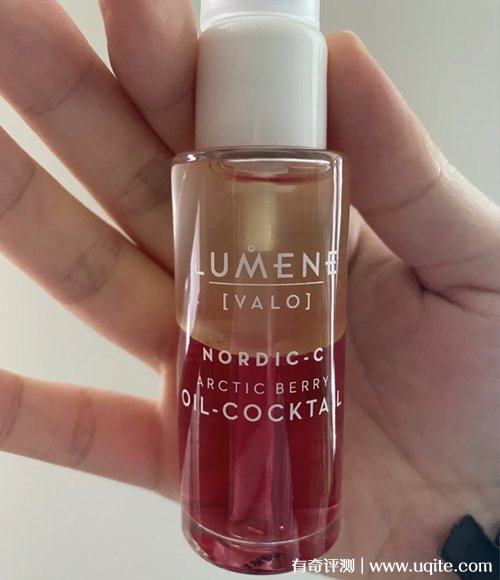 LUMENE
[VALO]
NORDIC-C
ARCTIC BERRY
OIL-COCKTAIL
有奇评测 | www.uqite.com